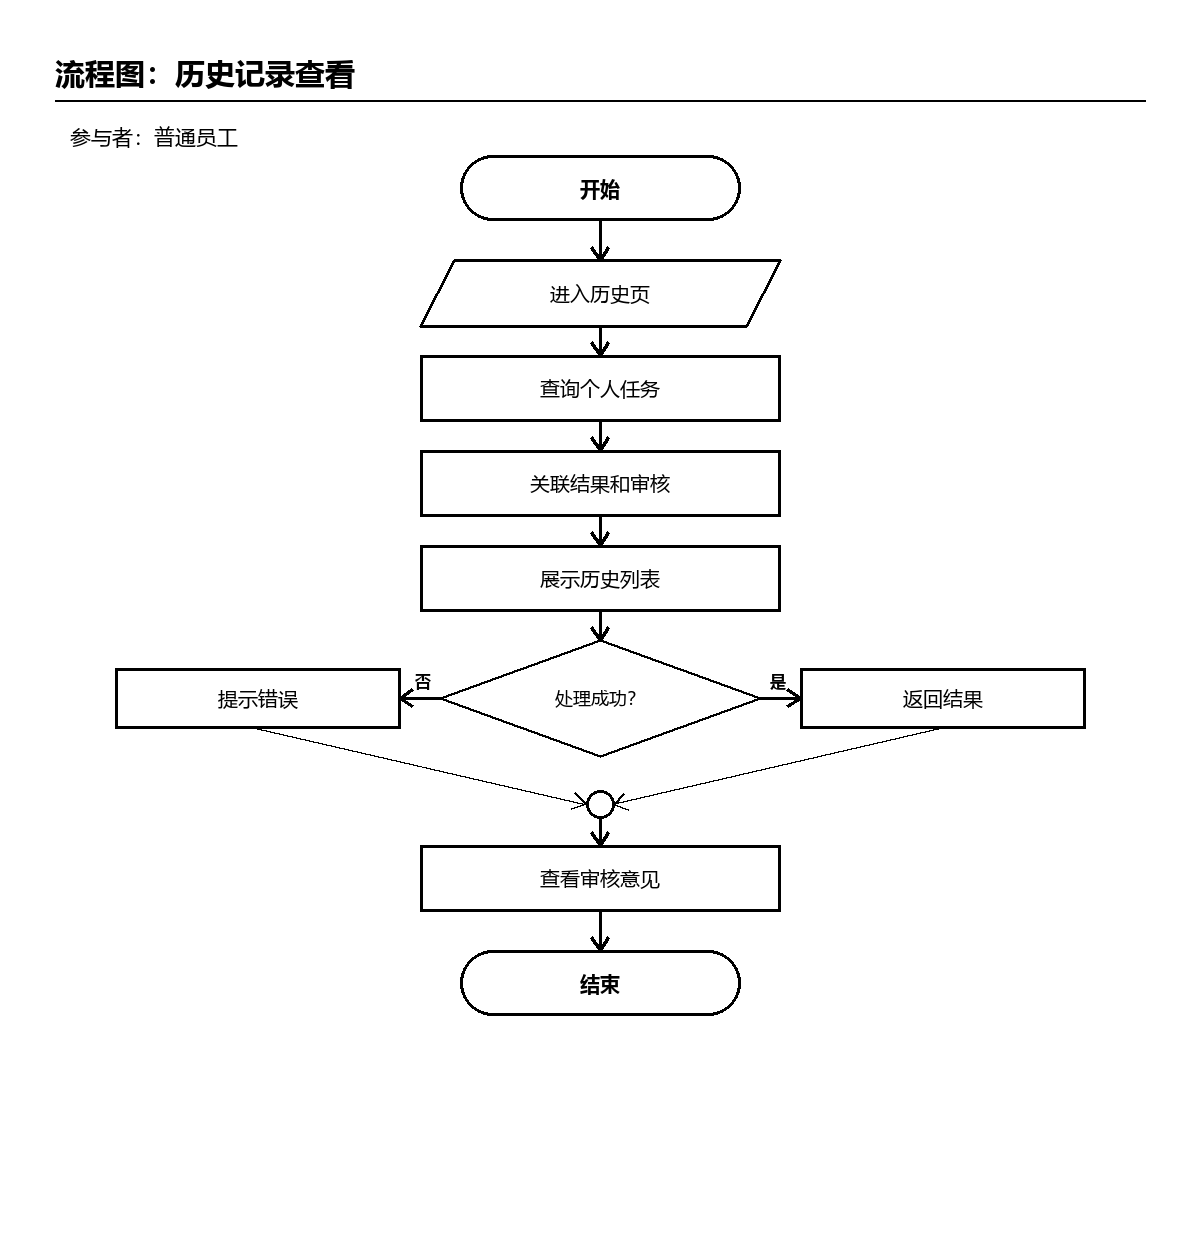 流程图：历史记录查看
参与者：普通员工
开始
进入历史页
查询个人任务
关联结果和审核
展示历史列表
否
是
提示错误
处理成功?
返回结果
查看审核意见
结束